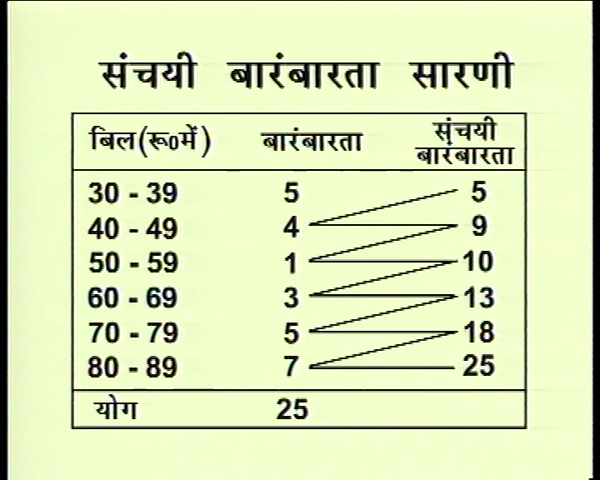 संचयी बारंबारता सारणी
बिल(रू0में) बारंबारता संचयी बारंबारता
30 - 39 5 5
40 - 49 4 9
50 - 59 1 10
60 - 69 3 13
70 - 79 5 18
80 - 89 7 25
योग 25